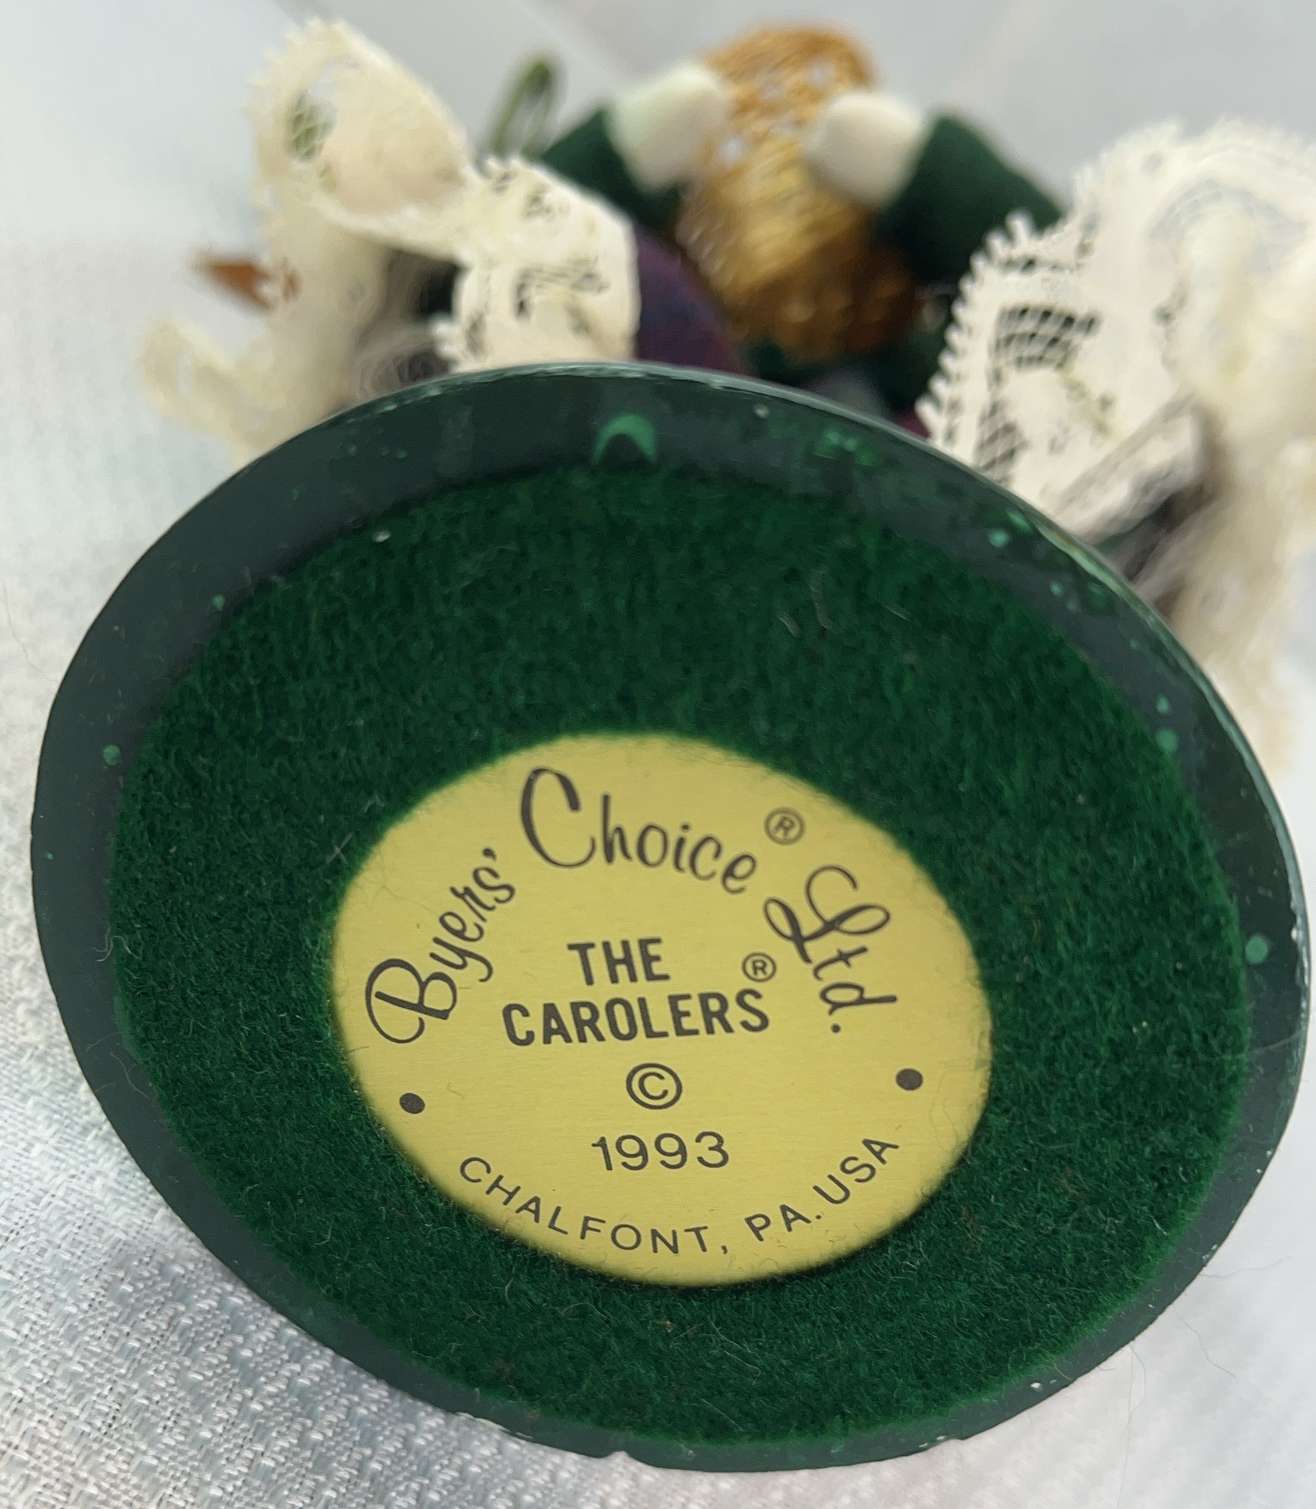 Byers' Choice ® Ltd.
THE
CAROLERS®
©
1993
CHALFONT, PA. USA